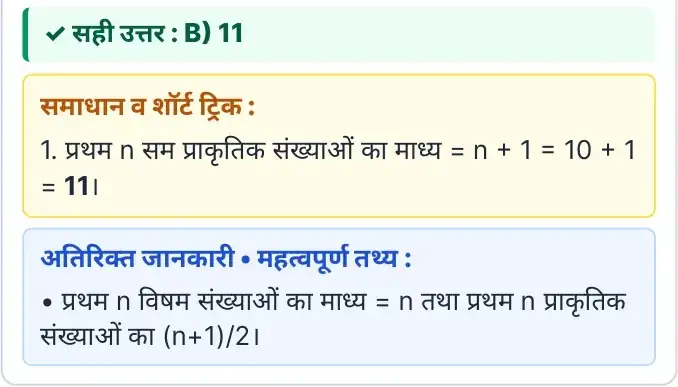 ✓ सही उत्तर : B) 11
समाधान व शॉर्ट ट्रिक :
1. प्रथम n सम प्राकृतिक संख्याओं का माध्य = n + 1 = 10 + 1
= 11।
अतिरिक्त जानकारी • महत्वपूर्ण तथ्य :
• प्रथम n विषम संख्याओं का माध्य = n तथा प्रथम n प्राकृतिक
संख्याओं का (n+1)/2।